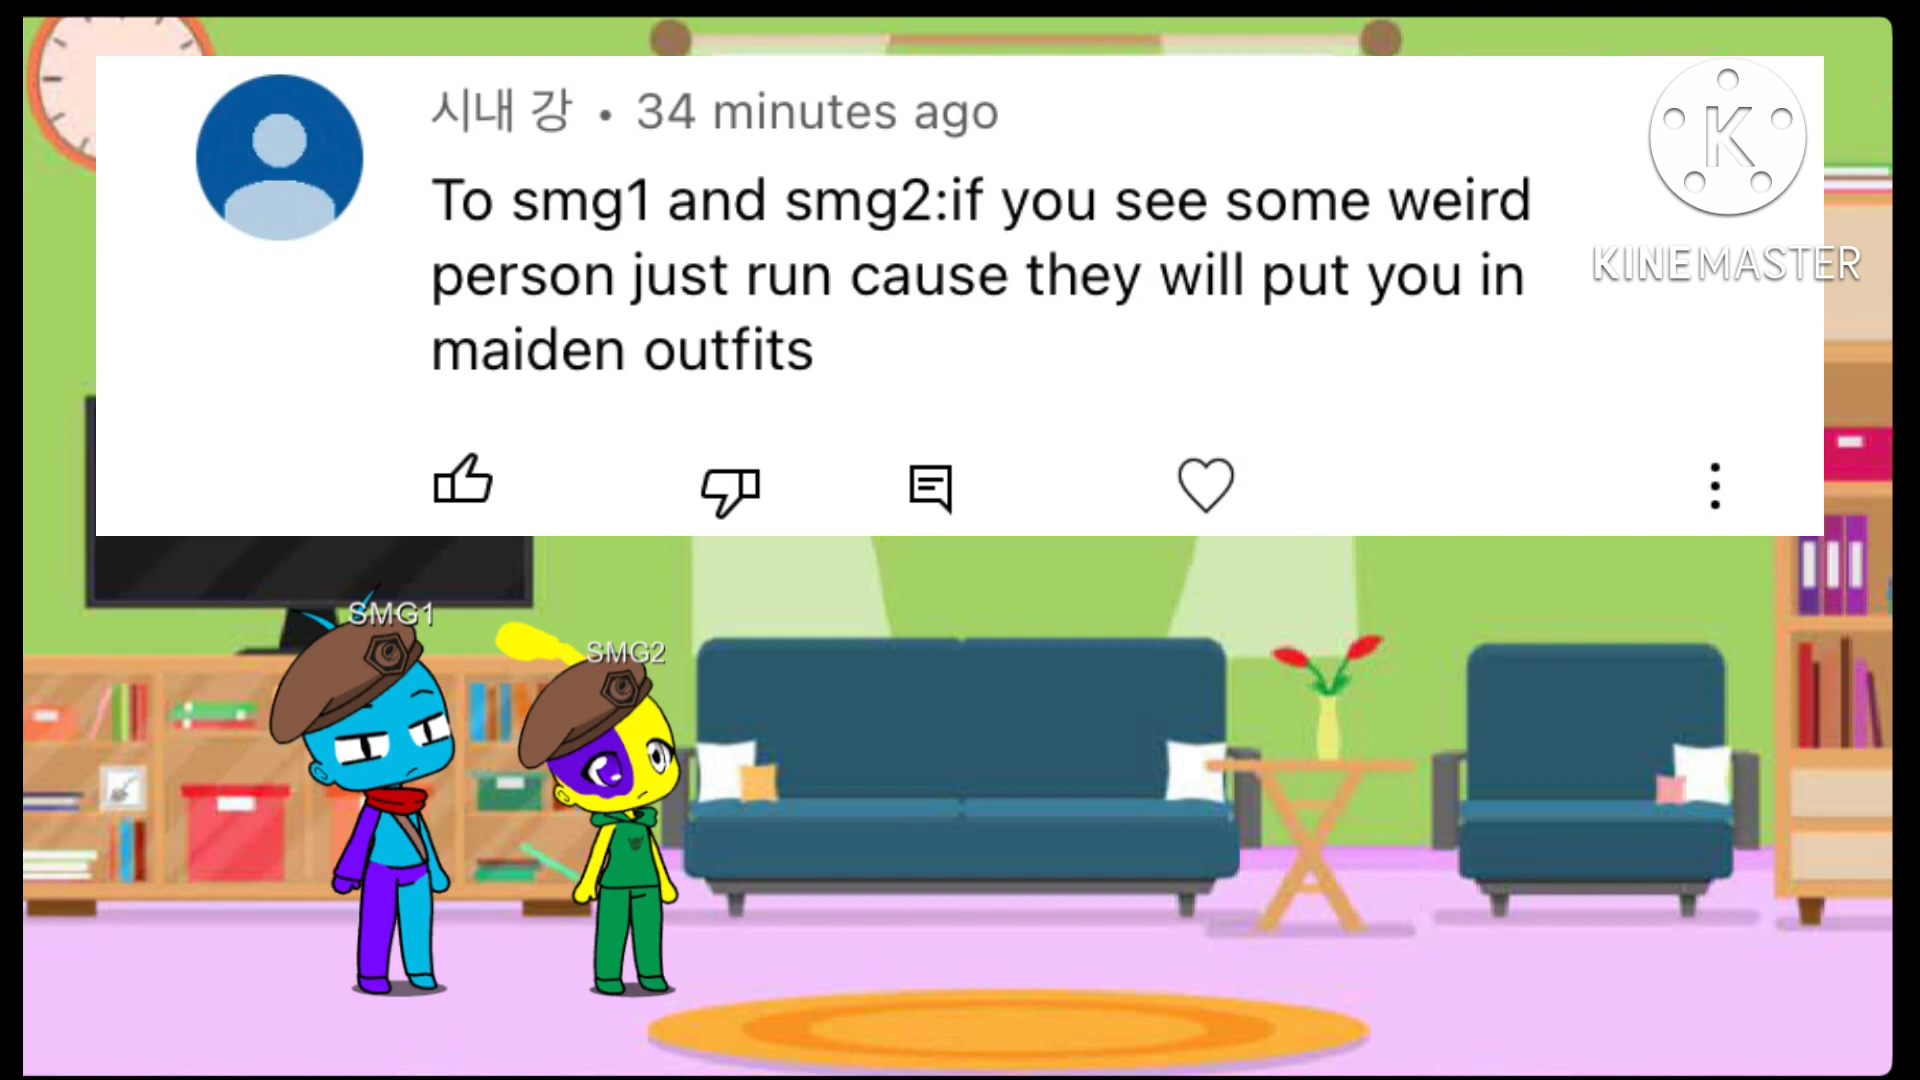 시내 강 • 34 minutes ago
To smg1 and smg2:if you see some weird
person just run cause they will put you in
maiden outfits
K
KINEMASTER
SMG1
SMG2